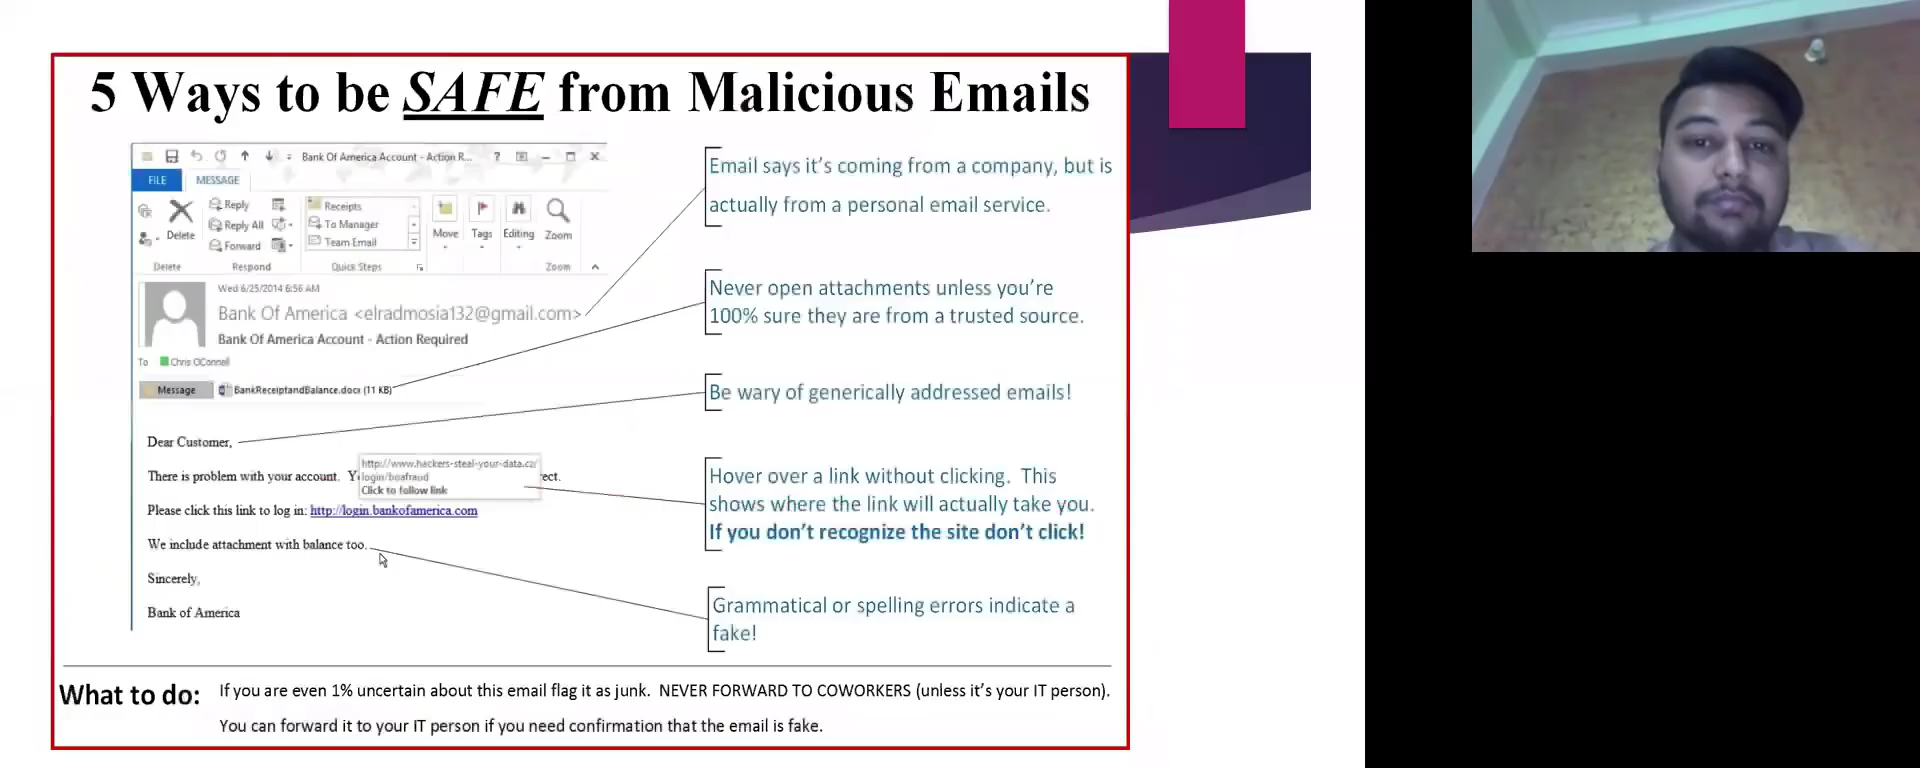 5 Ways to be SAFE from Malicious Emails
Bank Of America Account - Action R... ?
FILE MESSAGE
Delete
Reply
Reply All
Forward
Receipts
To Manager
Team Email
Move
Tags
Editing
Zoom
Delete Respond Quick Steps Zoom
Wed 6/25/2014 6:56 AM
Bank Of America <elradmosia132@gmail.com>
Bank Of America Account - Action Required
To Chris OConnell
Message BankReceiptandBalance.docx (11 KB)
Dear Customer,
http://www.hackers-steal-your-data.cz/
login/boafraud
Click to follow link
There is problem with your account. Y
ect.
Please click this link to log in: http://login.bankofamerica.com
We include attachment with balance too.
Sincerely,
Bank of America
Email says it's coming from a company, but is
actually from a personal email service.
Never open attachments unless you're
100% sure they are from a trusted source.
Be wary of generically addressed emails!
Hover over a link without clicking. This
shows where the link will actually take you.
If you don't recognize the site don't click!
Grammatical or spelling errors indicate a
fake!
What to do: If you are even 1% uncertain about this email flag it as junk. NEVER FORWARD TO COWORKERS (unless it's your IT person).
You can forward it to your IT person if you need confirmation that the email is fake.